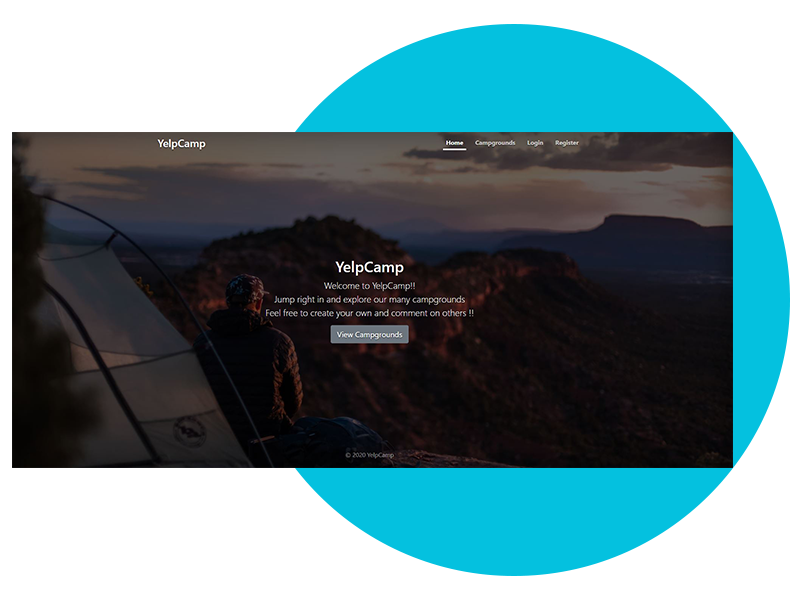 YelpCamp
Home Campgrounds Login Register
YelpCamp
Welcome to YelpCamp!!
Jump right in and explore our many campgrounds
Feel free to create your own and comment on others !!
View Campgrounds
© 2020 YelpCamp